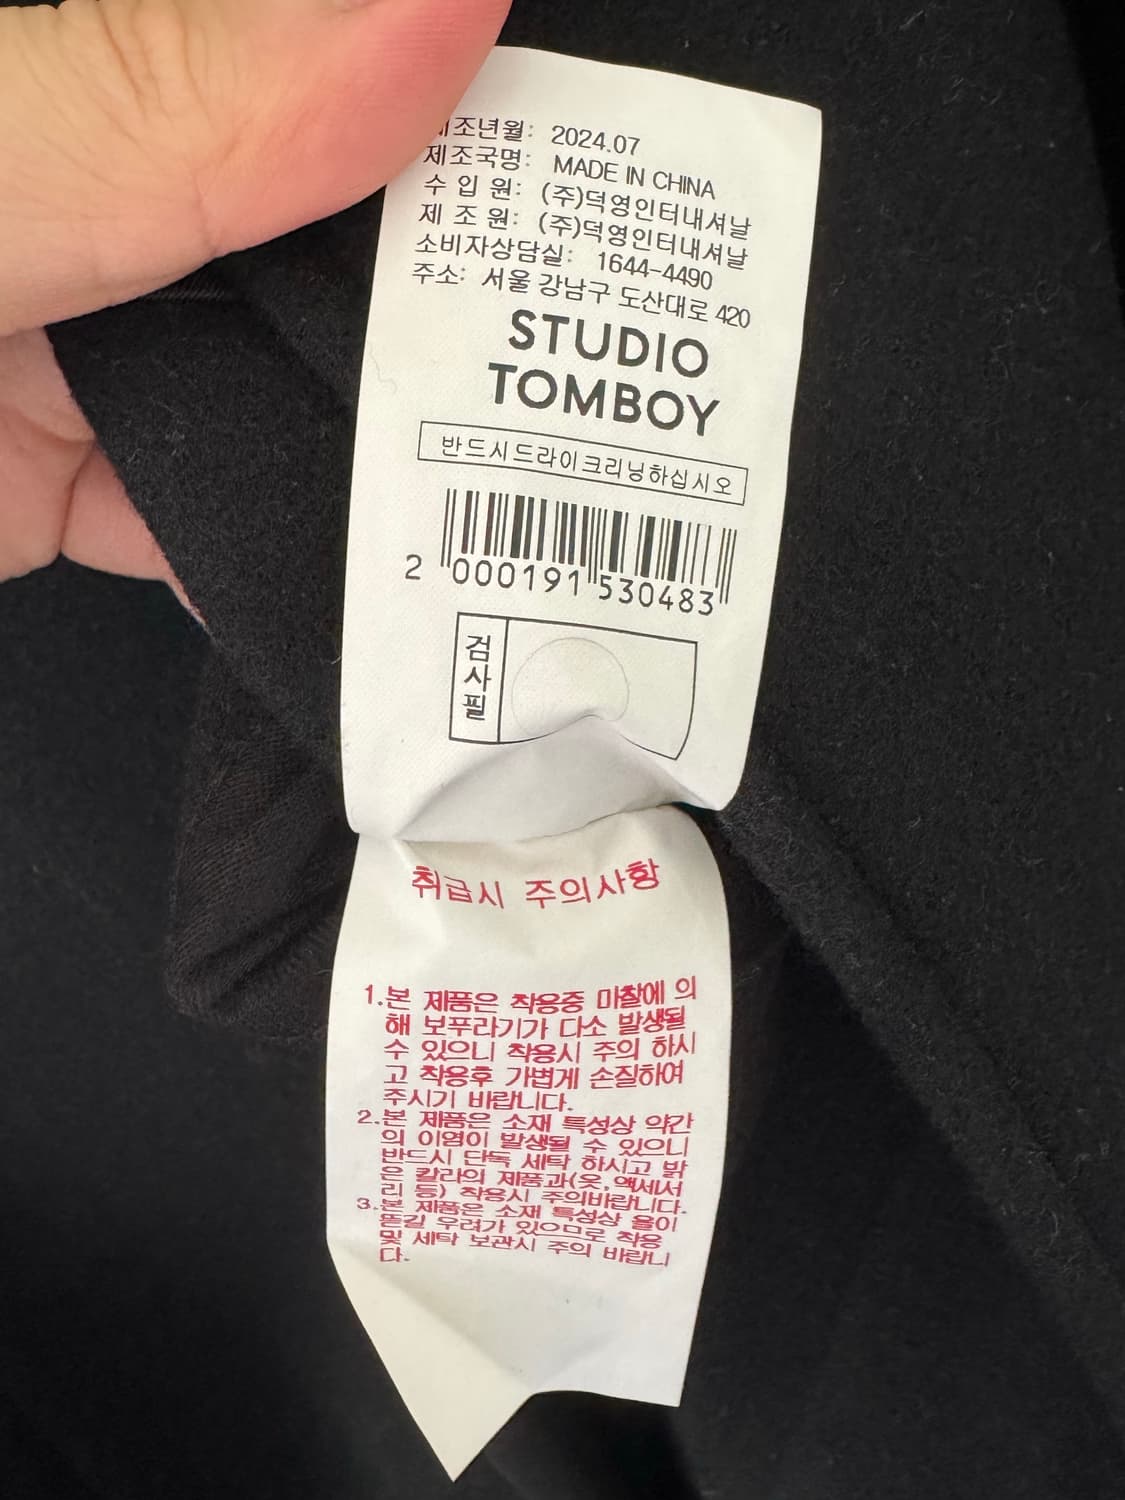 제조년월: 2024.07
제조국명: MADE IN CHINA
수 입 원: (주)덕영인터내셔날
제 조 원: (주)덕영인터내셔날
소비자상담실: 1644-4490
주소: 서울 강남구 도산대로 420
STUDIO
TOMBOY
반드시드라이크리닝하십시오
2 000191 530483
검사필
취급시 주의사항
1.본 제품은 착용중 마찰에 의
해 보푸라기가 다소 발생될
수 있으니 착용시 주의 하시
고 착용후 가볍게 손질하여
주시기 바랍니다.
2.본 제품은 소재 특성상 약간
의 이염이 발생될 수 있으니
반드시 단독 세탁 하시고 밝
은 칼라의 제품과(옷,액세서
리 등) 착용시 주의바랍니다.
3.본 제품은 소재 특성상 올이
뜯길 우려가 있으므로 착용
및 세탁 보관시 주의 바랍니
다.